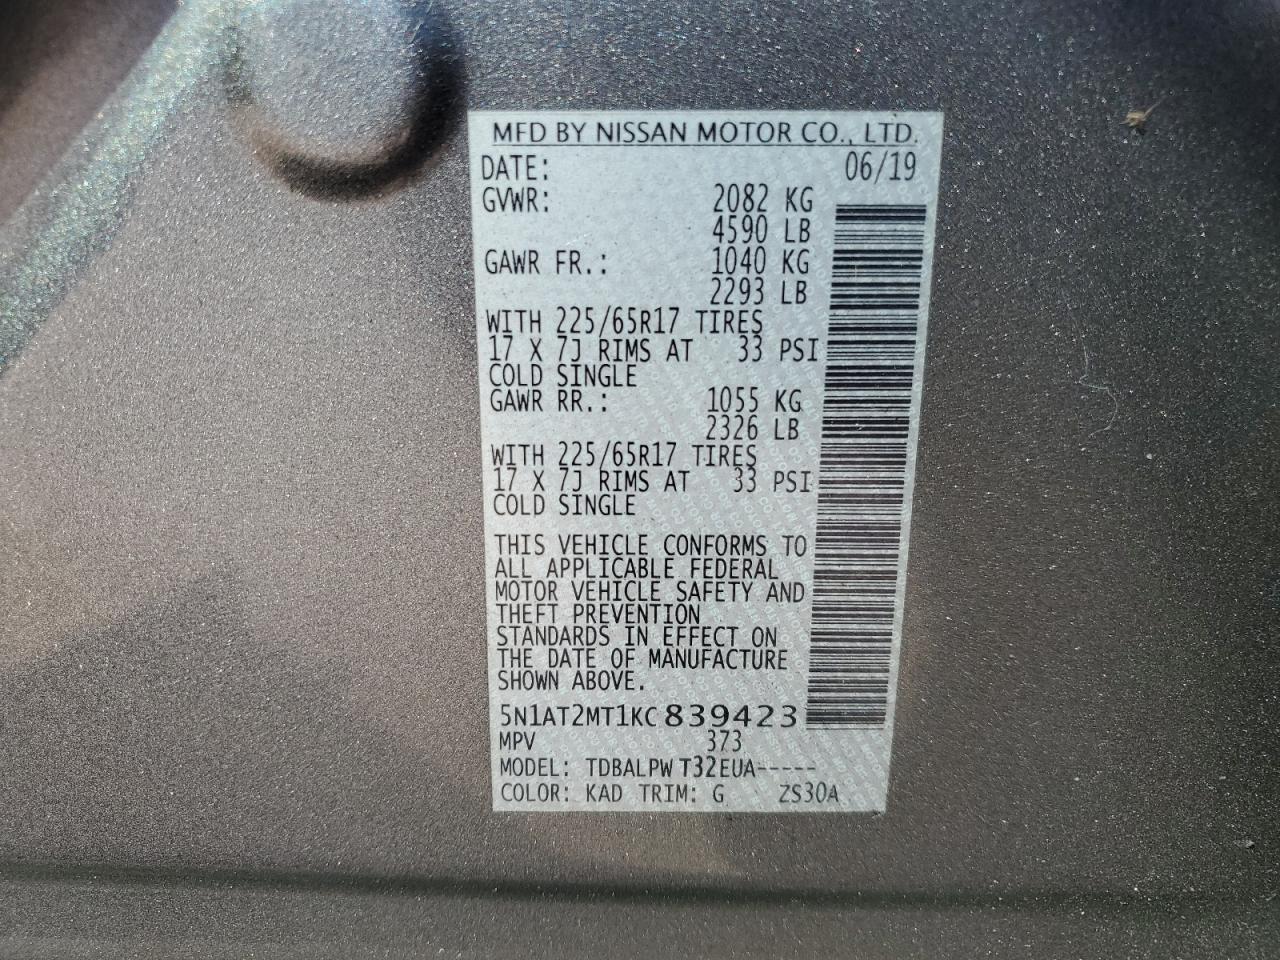 MFD BY NISSAN MOTOR CO., LTD.
DATE: 06/19
GVWR: 2082 KG
4590 LB
GAWR FR.: 1040 KG
2293 LB
WITH 225/65R17 TIRES
17 X 7J RIMS AT 33 PSI
COLD SINGLE
GAWR RR.: 1055 KG
2326 LB
WITH 225/65R17 TIRES
17 X 7J RIMS AT 33 PSI
COLD SINGLE
THIS VEHICLE CONFORMS TO
ALL APPLICABLE FEDERAL
MOTOR VEHICLE SAFETY AND
THEFT PREVENTION
STANDARDS IN EFFECT ON
THE DATE OF MANUFACTURE
SHOWN ABOVE.
5N1AT2MT1KC839423
MPV 373
MODEL: TDBALPW T32EUA-----
COLOR: KAD TRIM: G ZS30A